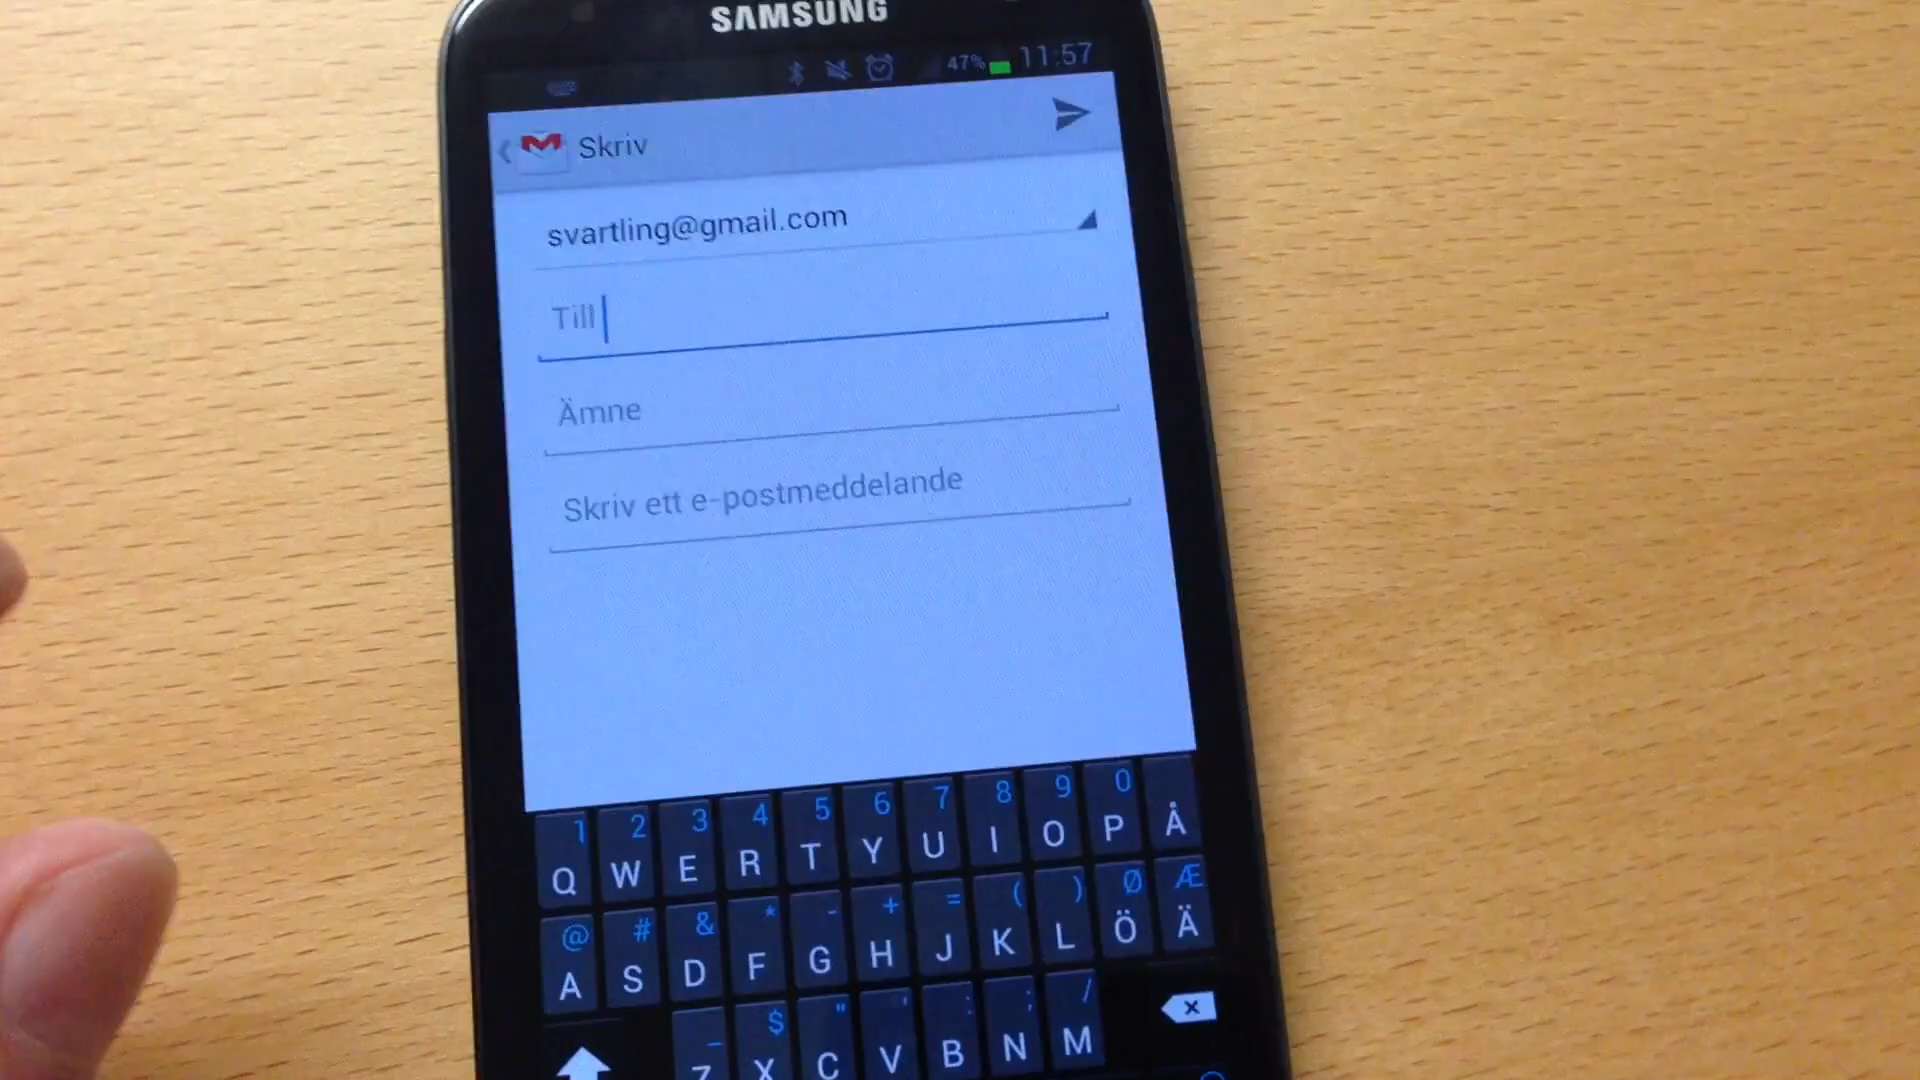 SAMSUNG
47% 11:57
Skriv
svartling@gmail.com
Till
Ämne
Skriv ett e-postmeddelande
1 2 3 4 5 6 7 8 9 0
Q W E R T Y U I O P Å
@ # & * - + = ( ) Ø Æ
A S D F G H J K L Ö Ä
_ $ " ' : ; /
Z X C V B N M